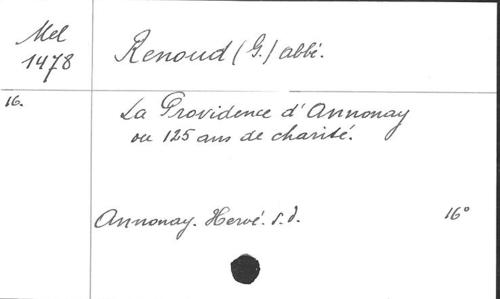 Mel
1478
Renoud (G.) abbé.
16.
La Providence d'Annonay
ou 125 ans de charité.
Annonay. Hervé. s.d.
16°